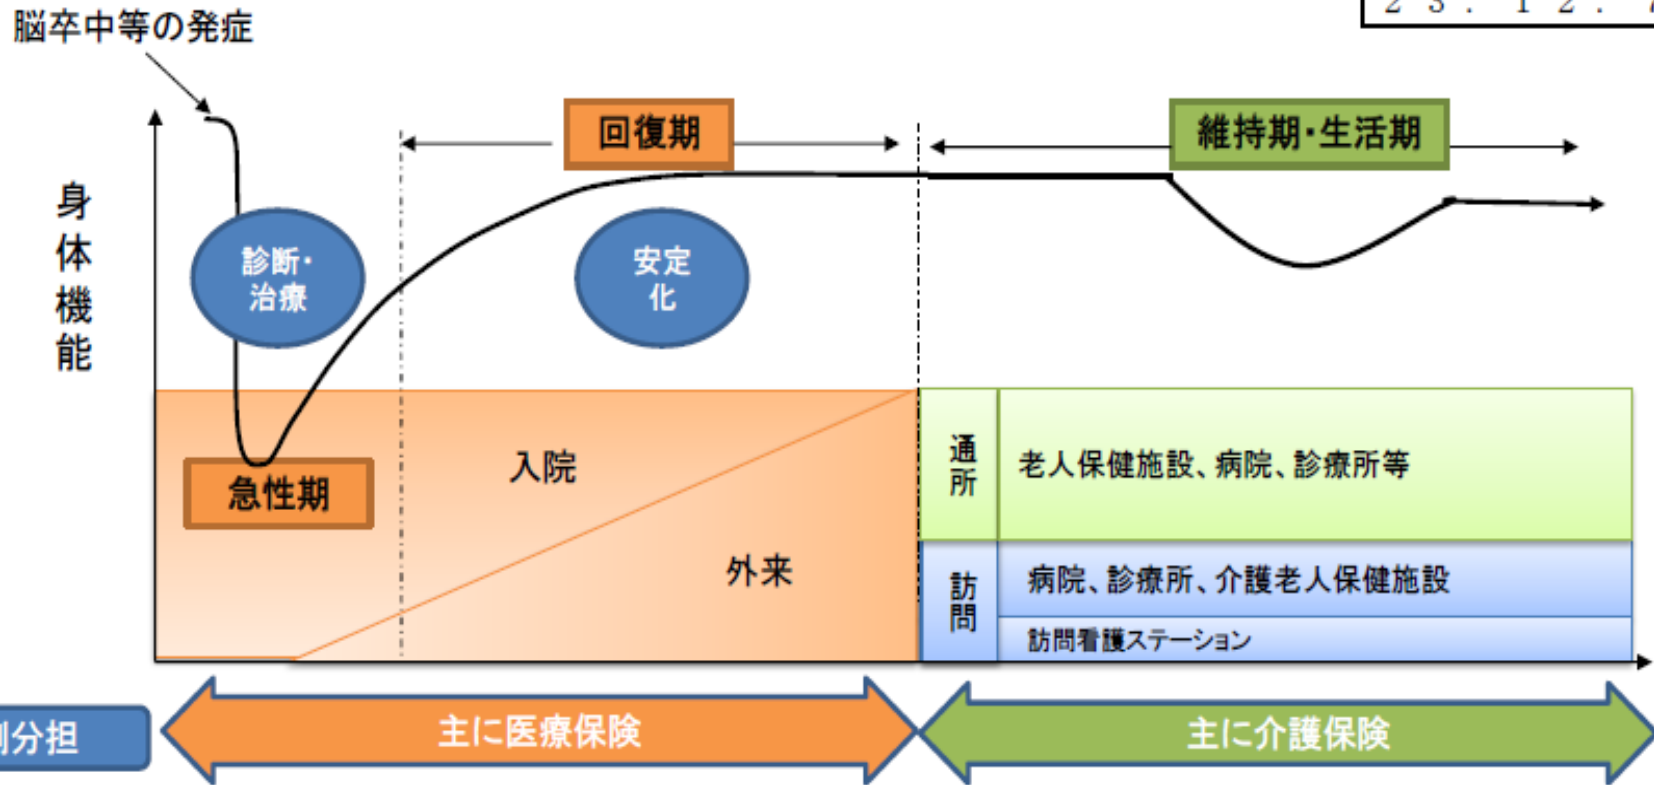 23.12.
脳卒中等の発症
回復期
維持期・生活期
身体機能
診断・
治療
安定
化
急性期
入院
外来
通所
老人保健施設、病院、診療所等
訪問
病院、診療所、介護老人保健施設
訪問看護ステーション
分担
主に医療保険
主に介護保険